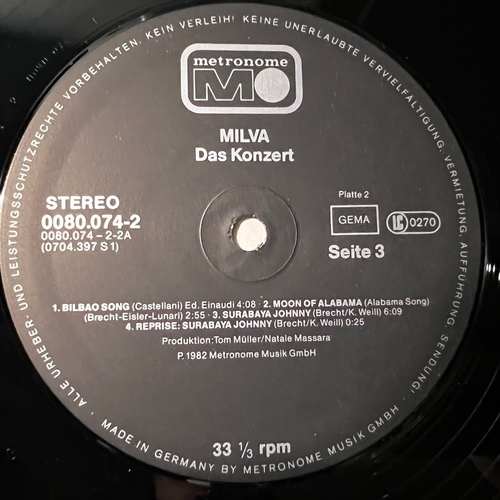 metronome
MO
MILVA
Das Konzert
STEREO
0080.074-2
0080.074-2-2A
(0704.397 S 1)
Platte 2
GEMA
LC 0270
Seite 3
1. BILBAO SONG (Castellani) Ed. Einaudi 4:08 · 2. MOON OF ALABAMA (Alabama Song)
(Brecht-Eisler-Lunari) 2:55 · 3. SURABAYA JOHNNY (Brecht/K. Weill) 6:09
4. REPRISE: SURABAYA JOHNNY (Brecht/K. Weill) 0:25
Produktion: Tom Müller/Natale Massara
P. 1982 Metronome Musik GmbH
33 1/3 rpm
ALLE URHEBER- UND LEISTUNGSSCHUTZRECHTE VORBEHALTEN. KEIN VERLEIH! KEINE UNERLAUBTE VERVIELFÄLTIGUNG, VERMIETUNG, AUFFÜHRUNG, SENDUNG!
MADE IN GERMANY BY METRONOME MUSIK GMBH